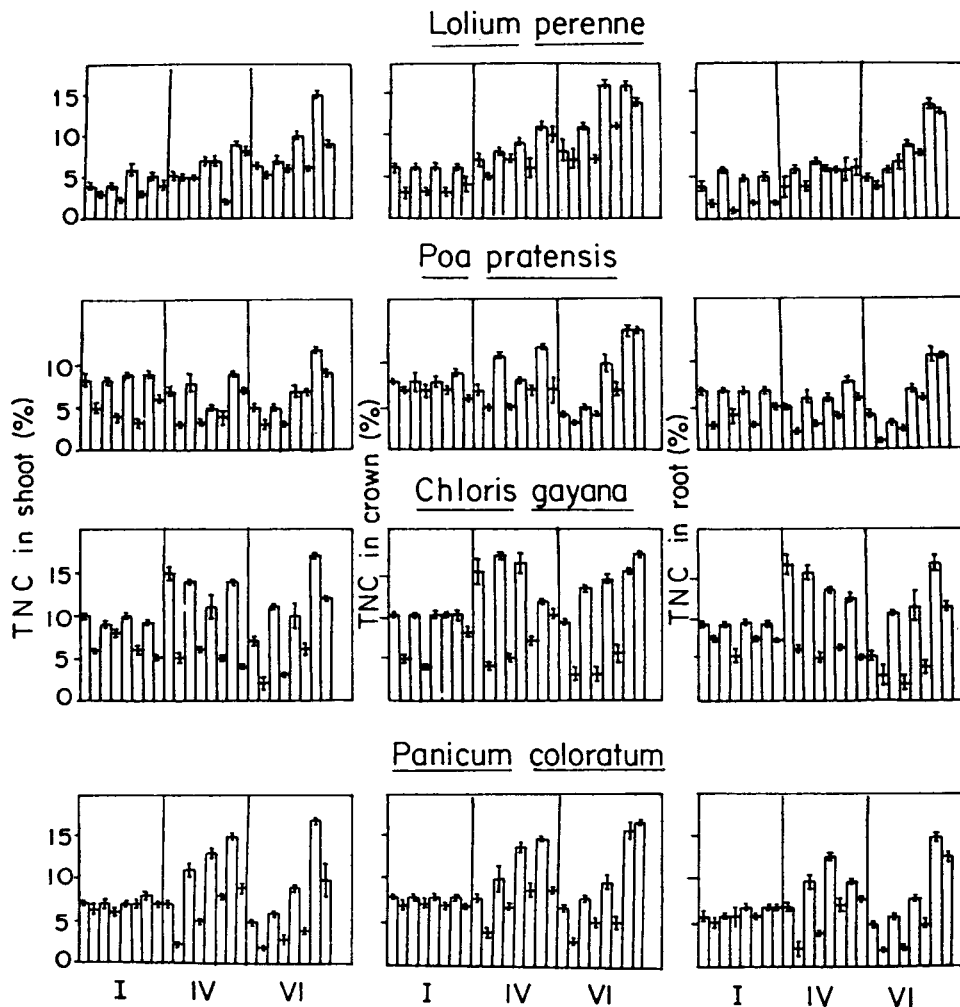 Lolium perenne
15
10
5
0
Poa pratensis
10
5
0
TNC in shoot (%)
TNC in crown (%)
TNC in root (%)
Chloris gayana
15
10
5
0
Panicum coloratum
15
10
5
0
I IV VI I IV VI I IV VI